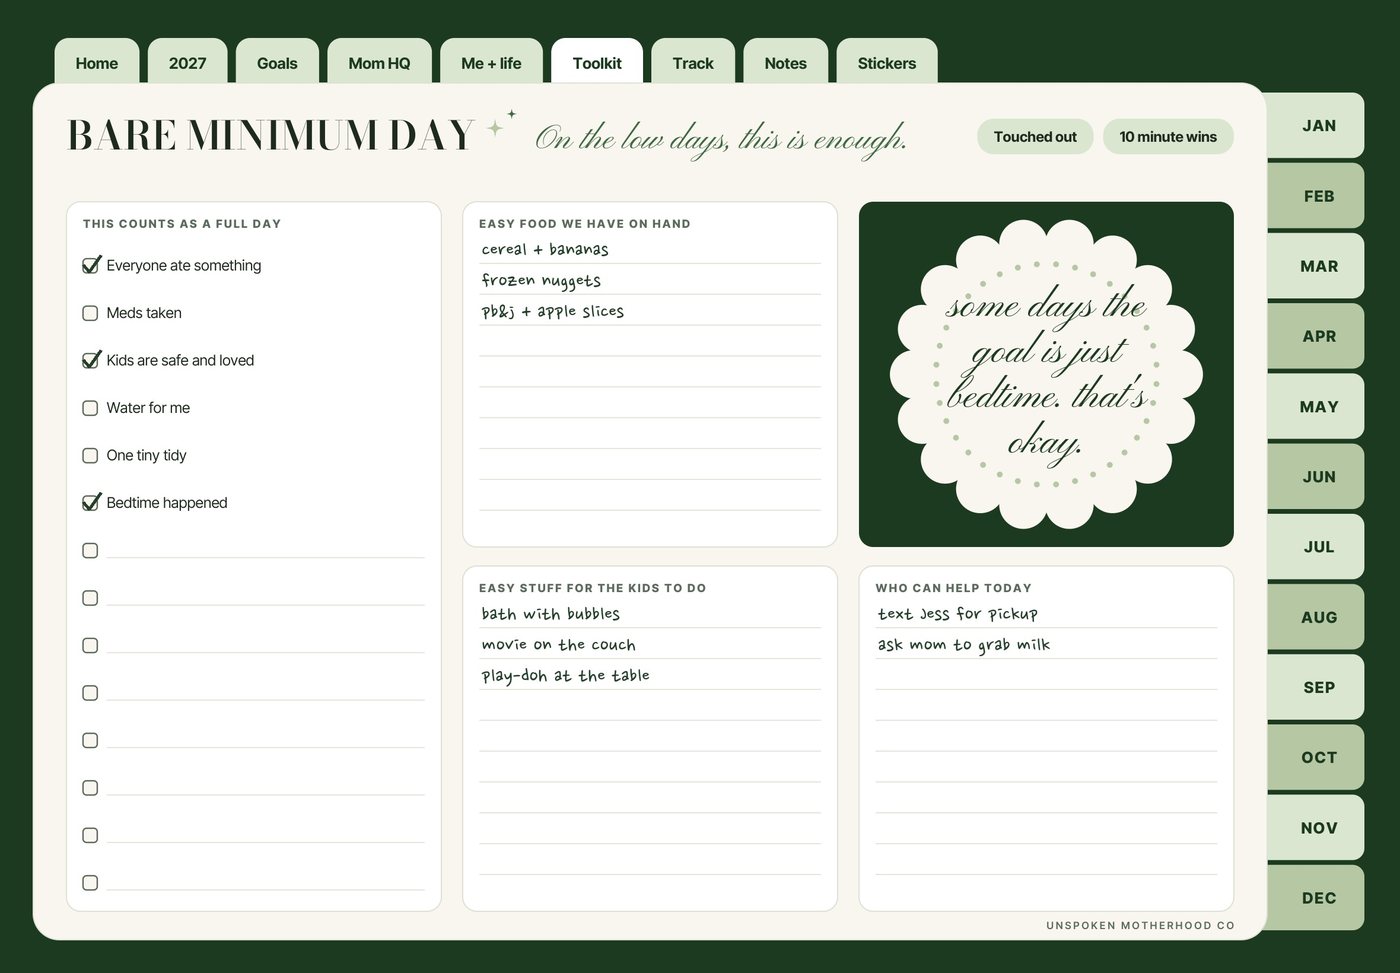 Home
2027
Goals
Mom HQ
Me + life
Toolkit
Track
Notes
Stickers
BARE MINIMUM DAY
On the low days, this is enough.
Touched out
10 minute wins
THIS COUNTS AS A FULL DAY
Everyone ate something
Meds taken
Kids are safe and loved
Water for me
One tiny tidy
Bedtime happened
EASY FOOD WE HAVE ON HAND
cereal + bananas
frozen nuggets
pb&j + apple slices
some days the
goal is just
bedtime. that's
okay.
EASY STUFF FOR THE KIDS TO DO
bath with bubbles
movie on the couch
play-doh at the table
WHO CAN HELP TODAY
text Jess for pickup
ask mom to grab milk
UNSPOKEN MOTHERHOOD CO
JAN
FEB
MAR
APR
MAY
JUN
JUL
AUG
SEP
OCT
NOV
DEC